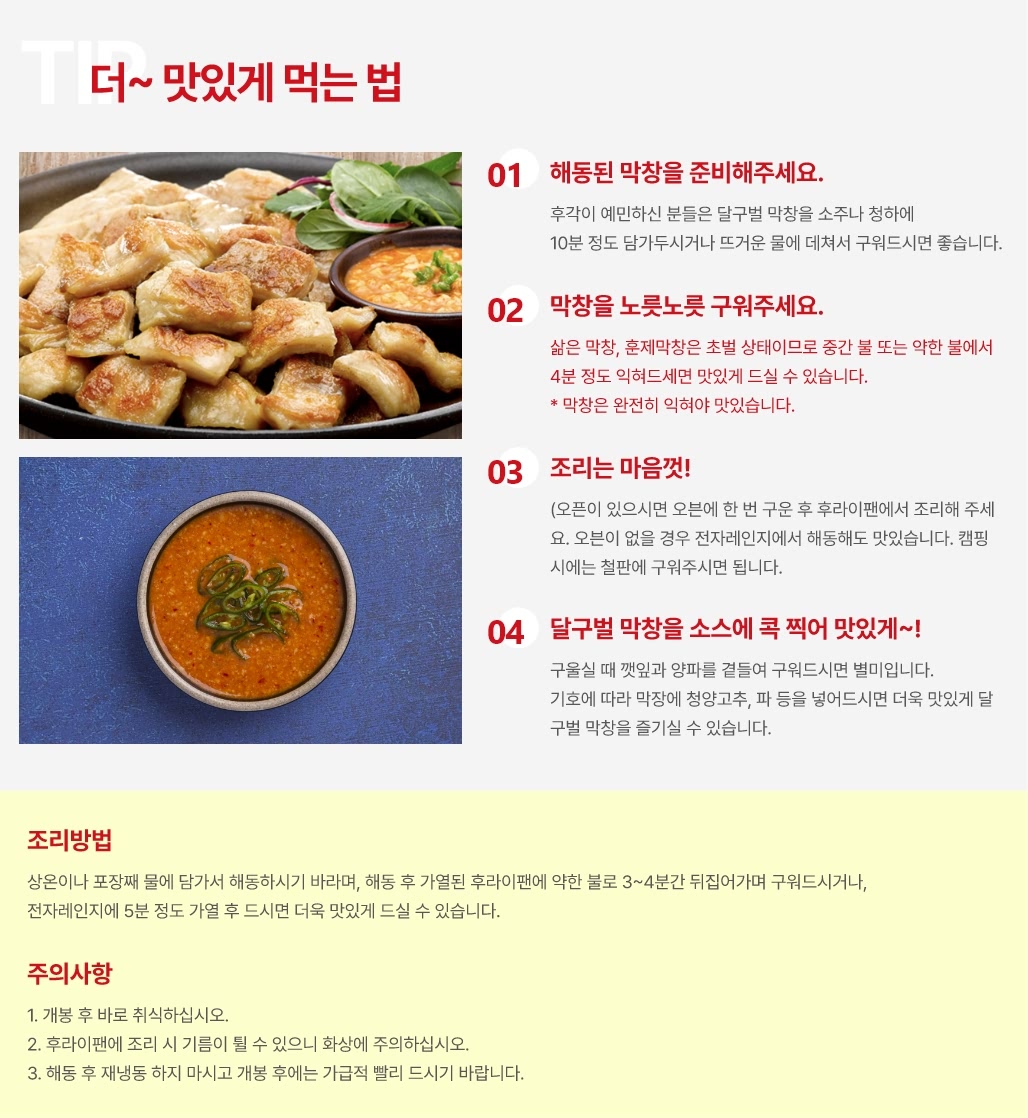 TIP
더~ 맛있게 먹는 법
01 해동된 막창을 준비해주세요.
후각이 예민하신 분들은 달구벌 막창을 소주나 청하에
10분 정도 담가두시거나 뜨거운 물에 데쳐서 구워드시면 좋습니다.
02 막창을 노릇노릇 구워주세요.
삶은 막창, 훈제막창은 초벌 상태이므로 중간 불 또는 약한 불에서
4분 정도 익혀드세면 맛있게 드실 수 있습니다.
* 막창은 완전히 익혀야 맛있습니다.
03 조리는 마음껏!
(오픈이 있으시면 오븐에 한 번 구운 후 후라이팬에서 조리해 주세
요. 오븐이 없을 경우 전자레인지에서 해동해도 맛있습니다. 캠핑
시에는 철판에 구워주시면 됩니다.
04 달구벌 막창을 소스에 콕 찍어 맛있게~!
구울실 때 깻잎과 양파를 곁들여 구워드시면 별미입니다.
기호에 따라 막장에 청양고추, 파 등을 넣어드시면 더욱 맛있게 달
구벌 막창을 즐기실 수 있습니다.
조리방법
상온이나 포장째 물에 담가서 해동하시기 바라며, 해동 후 가열된 후라이팬에 약한 불로 3~4분간 뒤집어가며 구워드시거나,
전자레인지에 5분 정도 가열 후 드시면 더욱 맛있게 드실 수 있습니다.
주의사항
1. 개봉 후 바로 취식하십시오.
2. 후라이팬에 조리 시 기름이 튈 수 있으니 화상에 주의하십시오.
3. 해동 후 재냉동 하지 마시고 개봉 후에는 가급적 빨리 드시기 바랍니다.